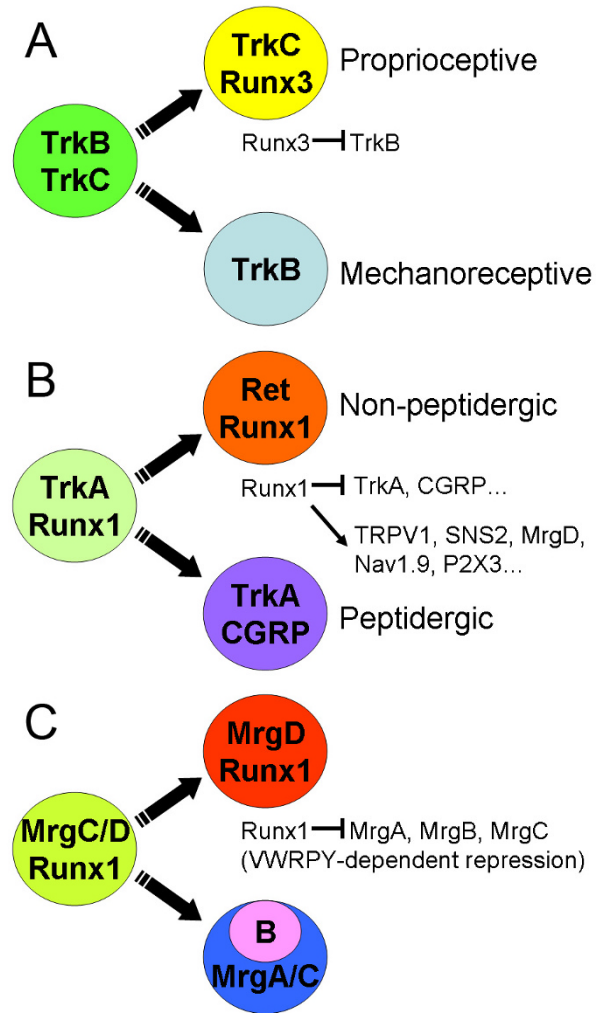 A
TrkC
Runx3
Proprioceptive
TrkB
TrkC
Runx3 TrkB
TrkB
Mechanoreceptive
B
Ret
Runx1
Non-peptidergic
TrkA
Runx1
Runx1 TrkA, CGRP...
TRPV1, SNS2, MrgD,
Nav1.9, P2X3...
TrkA
CGRP
Peptidergic
C
MrgD
Runx1
MrgC/D
Runx1
Runx1 MrgA, MrgB, MrgC
(VWRPY-dependent repression)
B
MrgA/C